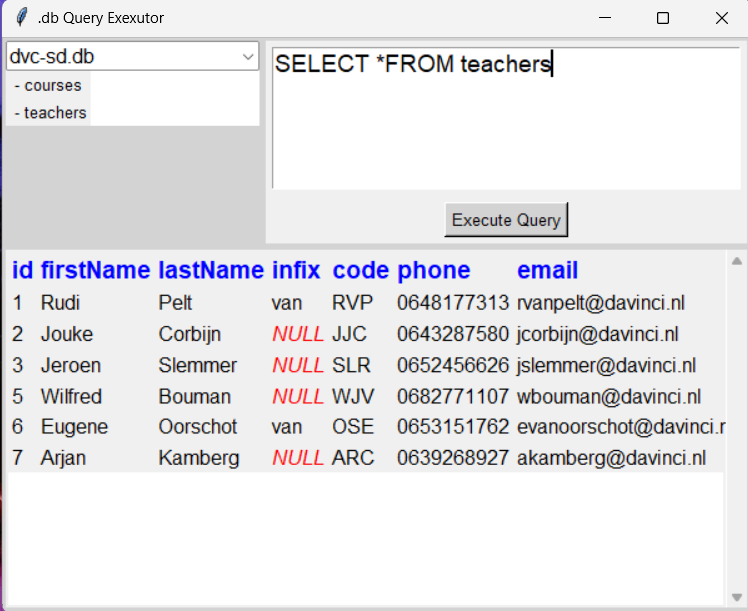 .db Query Exexutor
dvc-sd.db
- courses
- teachers
SELECT *FROM teachers
Execute Query
id firstName lastName infix code phone email
1 Rudi Pelt van RVP 0648177313 rvanpelt@davinci.nl
2 Jouke Corbijn NULL JJC 0643287580 jcorbijn@davinci.nl
3 Jeroen Slemmer NULL SLR 0652456626 jslemmer@davinci.nl
5 Wilfred Bouman NULL WJV 0682771107 wbouman@davinci.nl
6 Eugene Oorschot van OSE 0653151762 evanoorschot@davinci.r
7 Arjan Kamberg NULL ARC 0639268927 akamberg@davinci.nl